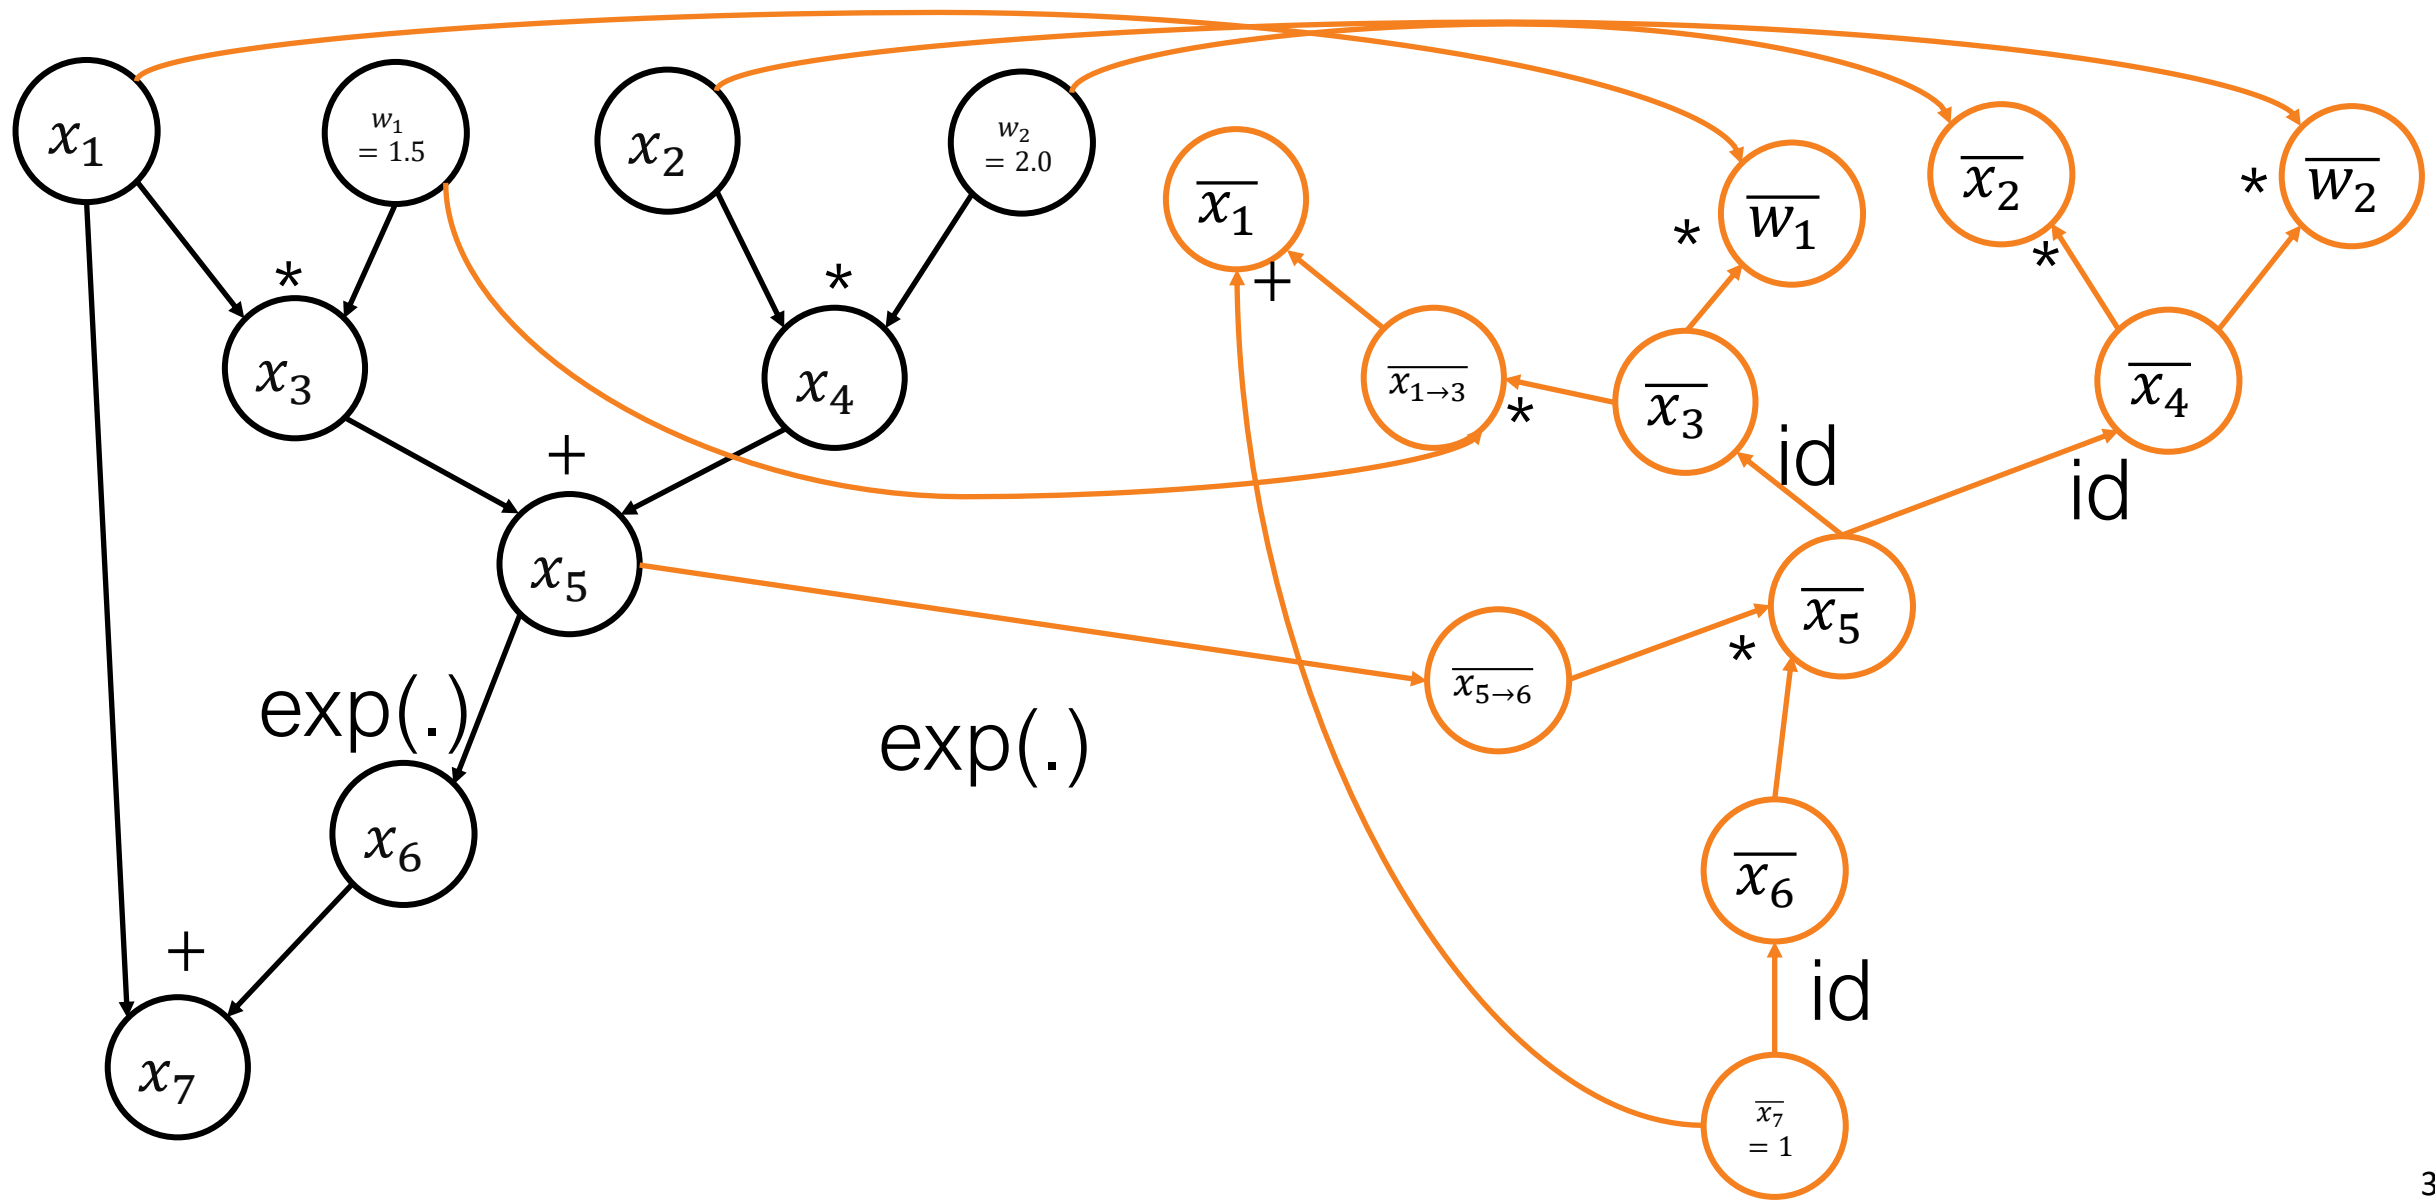 x₁
w₁
= 1.5
x₂
w₂
= 2.0
x̅₁
w̅₁
x̅₂
w̅₂
*
*
*
*
*
+
x₃
x₄
x̅₁→₃
*
x̅₃
x̅₄
+
id
id
x₅
x̅₅
exp(.)
exp(.)
x̅₅→₆
*
x₆
x̅₆
+
id
x₇
x̅₇
= 1
3